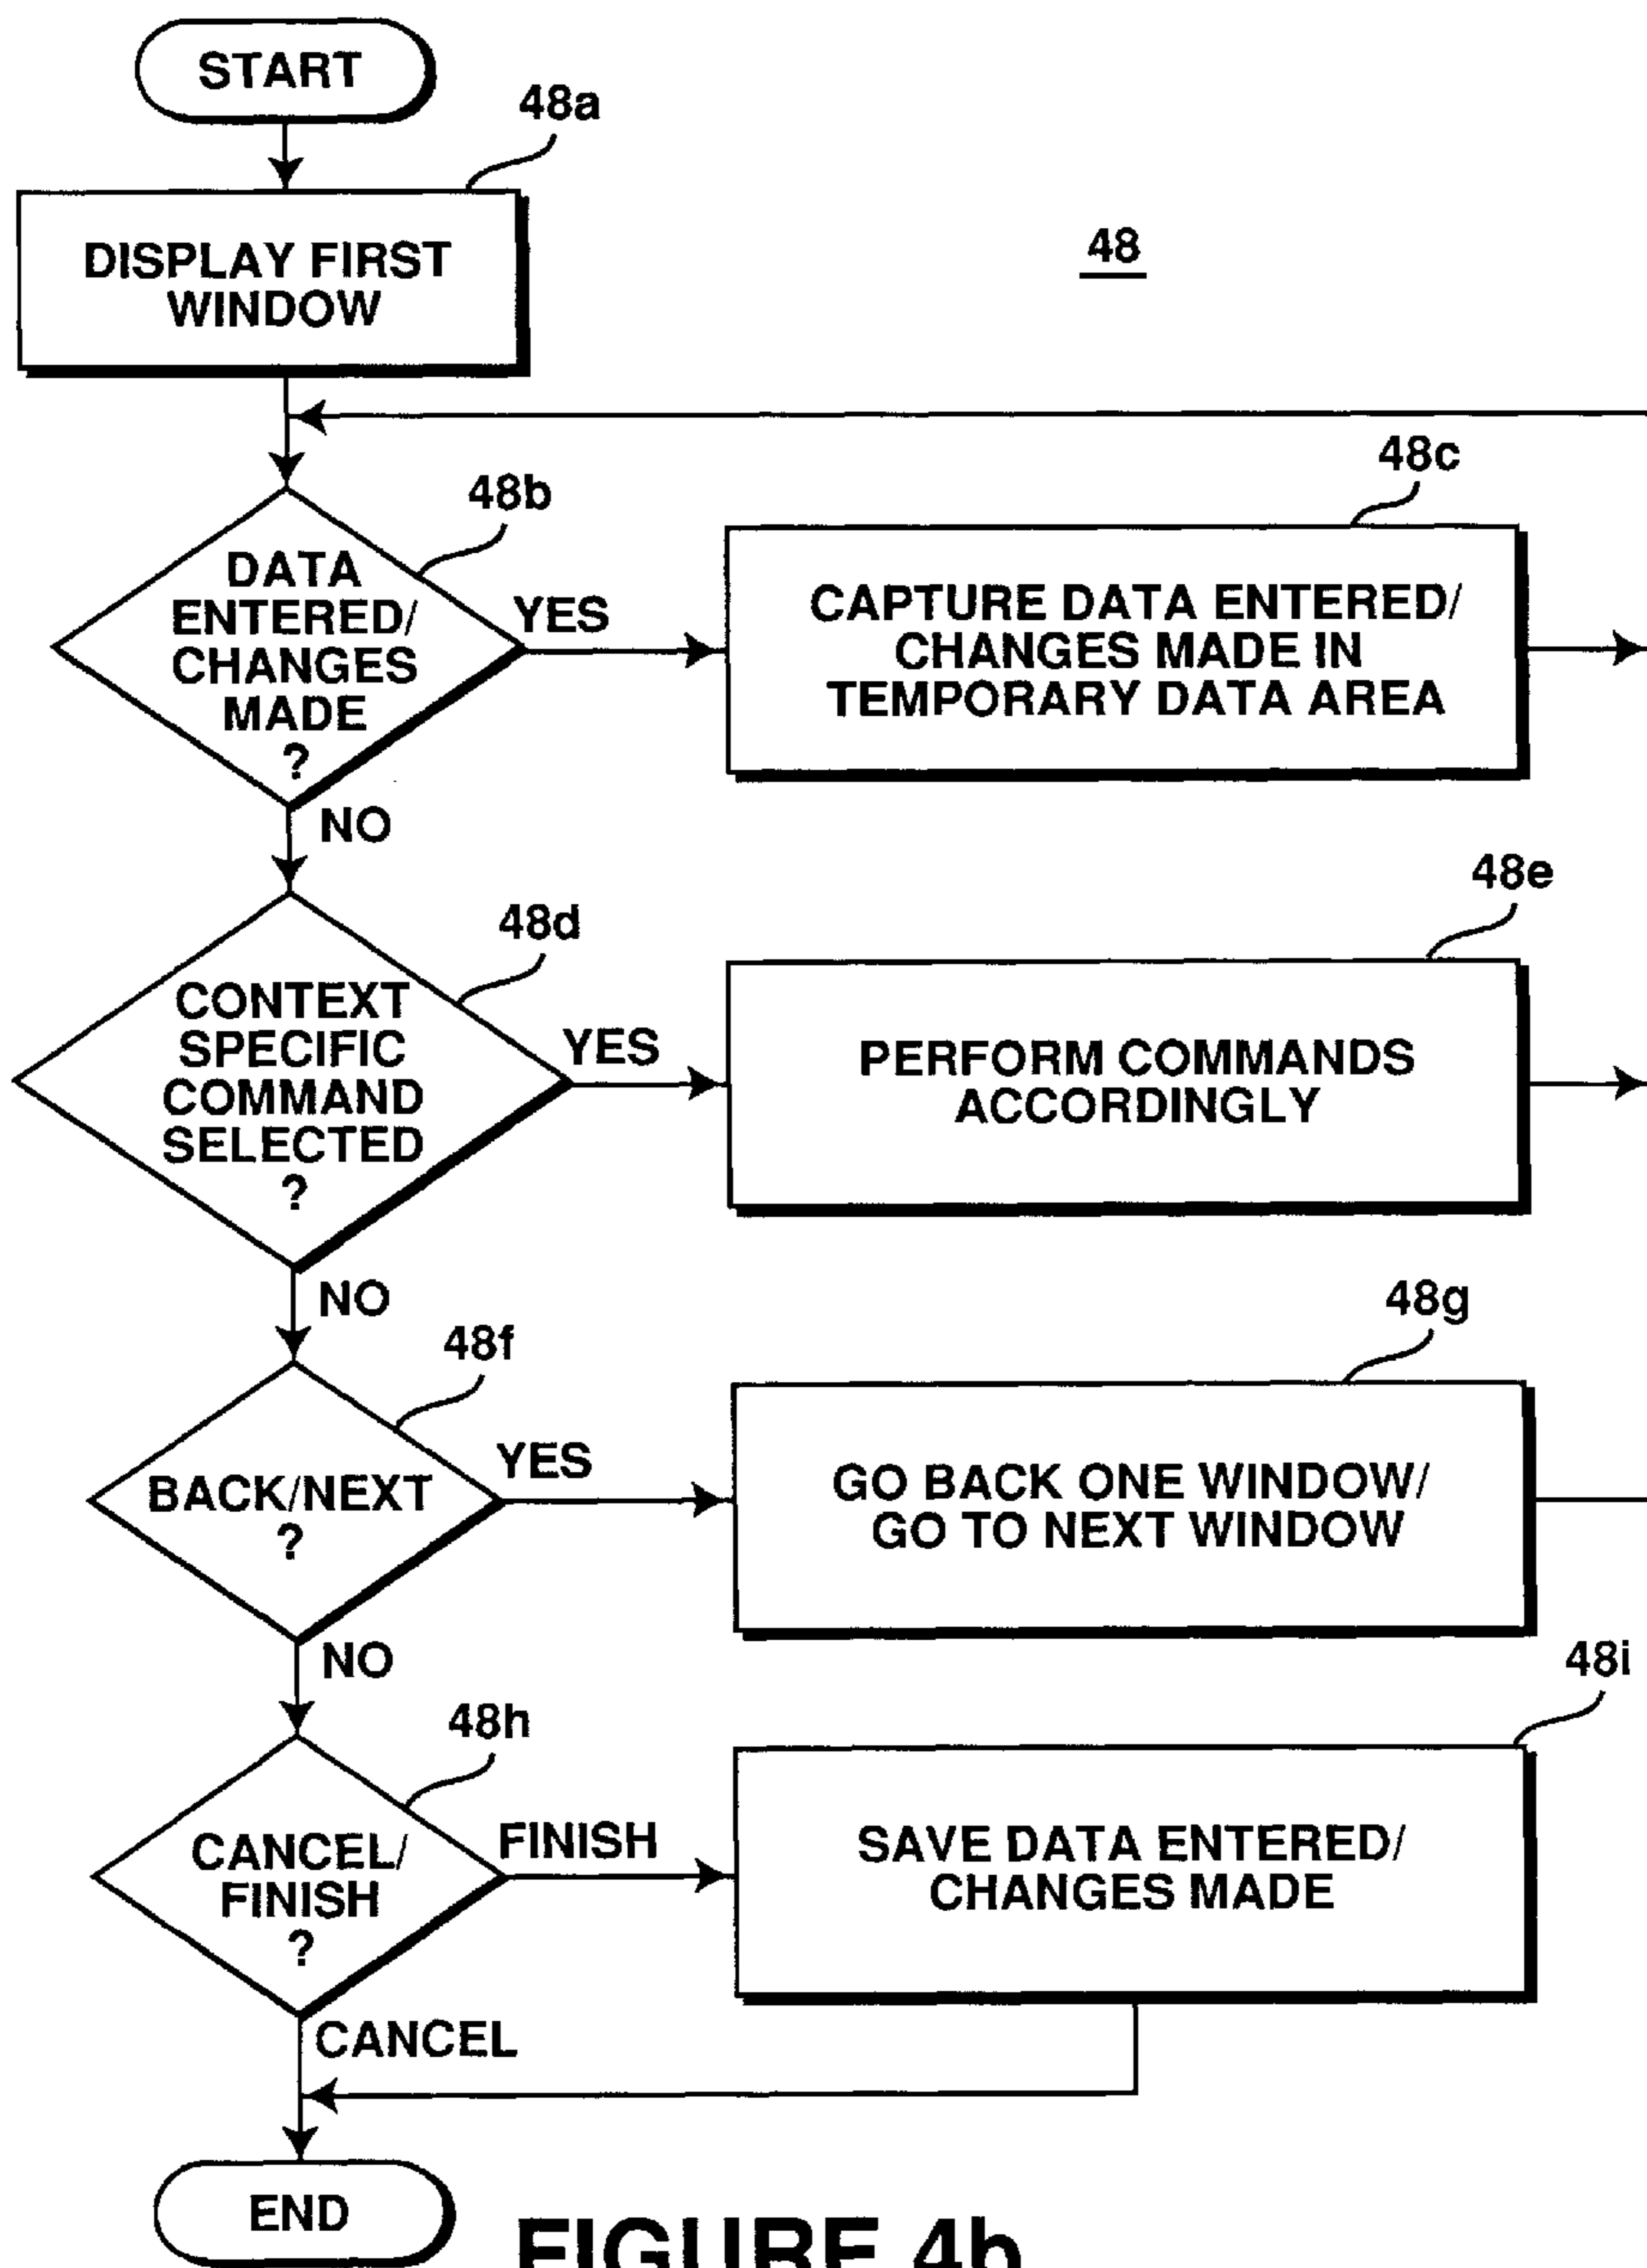 START
48a
DISPLAY FIRST
WINDOW
48
48b
DATA
ENTERED/
CHANGES
MADE
?
YES
48c
CAPTURE DATA ENTERED/
CHANGES MADE IN
TEMPORARY DATA AREA
NO
48d
CONTEXT
SPECIFIC
COMMAND
SELECTED
?
YES
48e
PERFORM COMMANDS
ACCORDINGLY
NO
48f
BACK/NEXT
?
YES
48g
GO BACK ONE WINDOW/
GO TO NEXT WINDOW
NO
48h
CANCEL/
FINISH
?
FINISH
48i
SAVE DATA ENTERED/
CHANGES MADE
CANCEL
END
FIGURE 4b